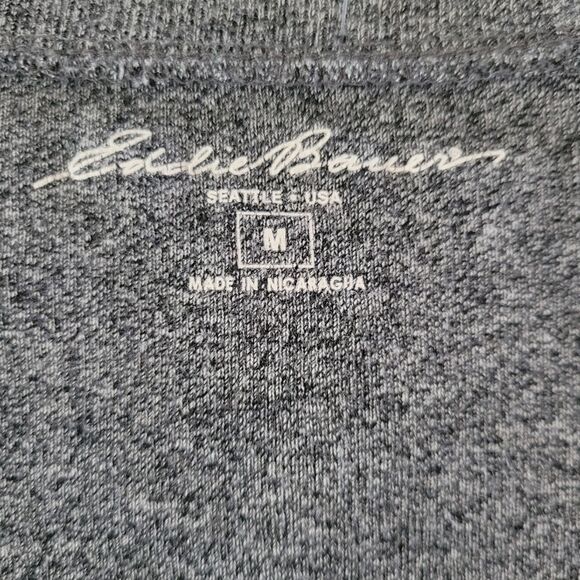 Eddie Bauer
SEATTLE - USA
M
MADE IN NICARAGUA